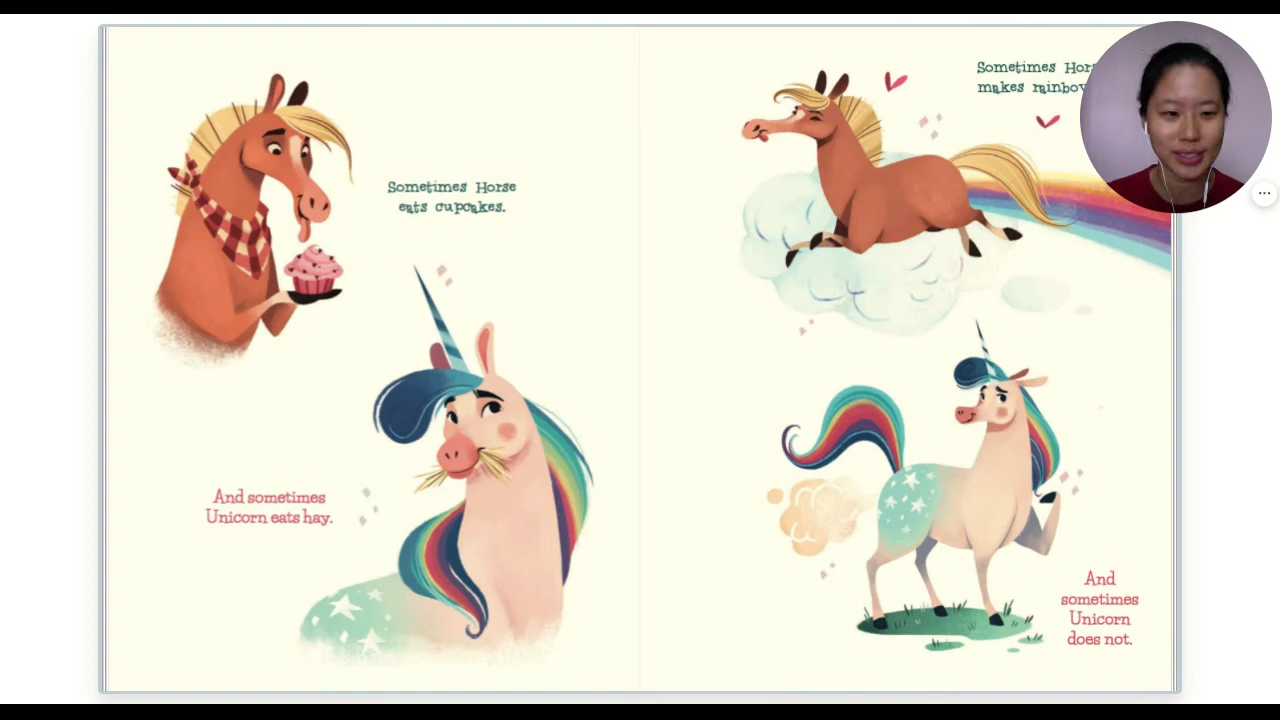 Sometimes Horse
eats cupcakes.
And sometimes
Unicorn eats hay.
Sometimes
makes
And
sometimes
Unicorn
does not.